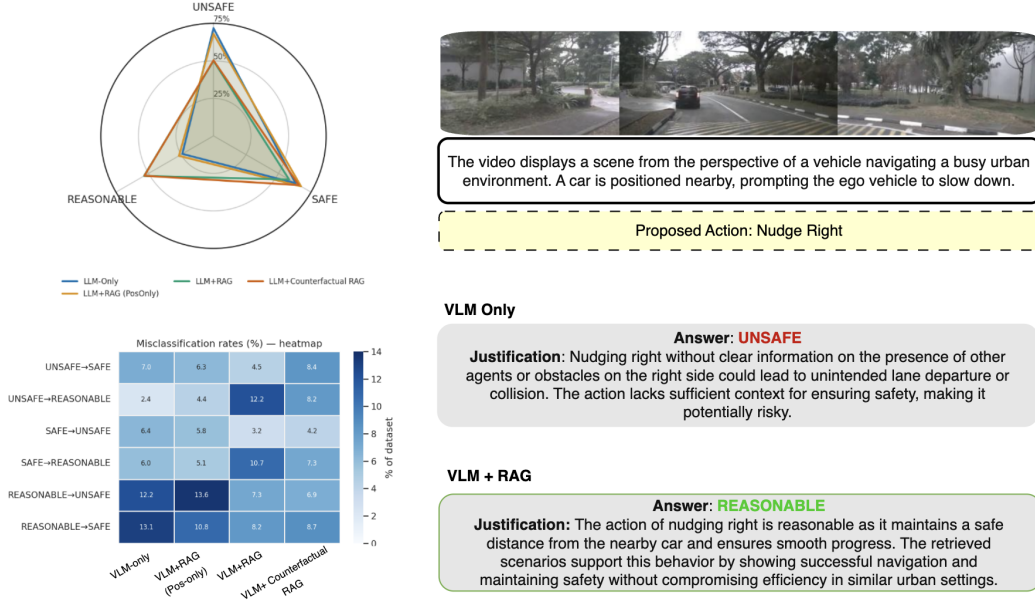 UNSAFE
75%
50%
25%
REASONABLE
SAFE
LLM-Only
LLM+RAG
LLM+Counterfactual RAG
LLM+RAG (PosOnly)
Misclassification rates (%) — heatmap
UNSAFE→SAFE 7.0 6.3 4.5 8.4
UNSAFE→REASONABLE 2.4 4.4 12.2 8.2
SAFE→UNSAFE 6.4 5.8 3.2 4.2
SAFE→REASONABLE 6.0 5.1 10.7 7.3
REASONABLE→UNSAFE 12.2 13.6 7.3 6.9
REASONABLE→SAFE 13.1 10.8 8.2 8.7
VLM-only
VLM+RAG
(Pos-only)
VLM+RAG
VLM+ Counterfactual
RAG
14
12
10
8
6
4
2
0
% of dataset
The video displays a scene from the perspective of a vehicle navigating a busy urban
environment. A car is positioned nearby, prompting the ego vehicle to slow down.
Proposed Action: Nudge Right
VLM Only
Answer: UNSAFE
Justification: Nudging right without clear information on the presence of other
agents or obstacles on the right side could lead to unintended lane departure or
collision. The action lacks sufficient context for ensuring safety, making it
potentially risky.
VLM + RAG
Answer: REASONABLE
Justification: The action of nudging right is reasonable as it maintains a safe
distance from the nearby car and ensures smooth progress. The retrieved
scenarios support this behavior by showing successful navigation and
maintaining safety without compromising efficiency in similar urban settings.